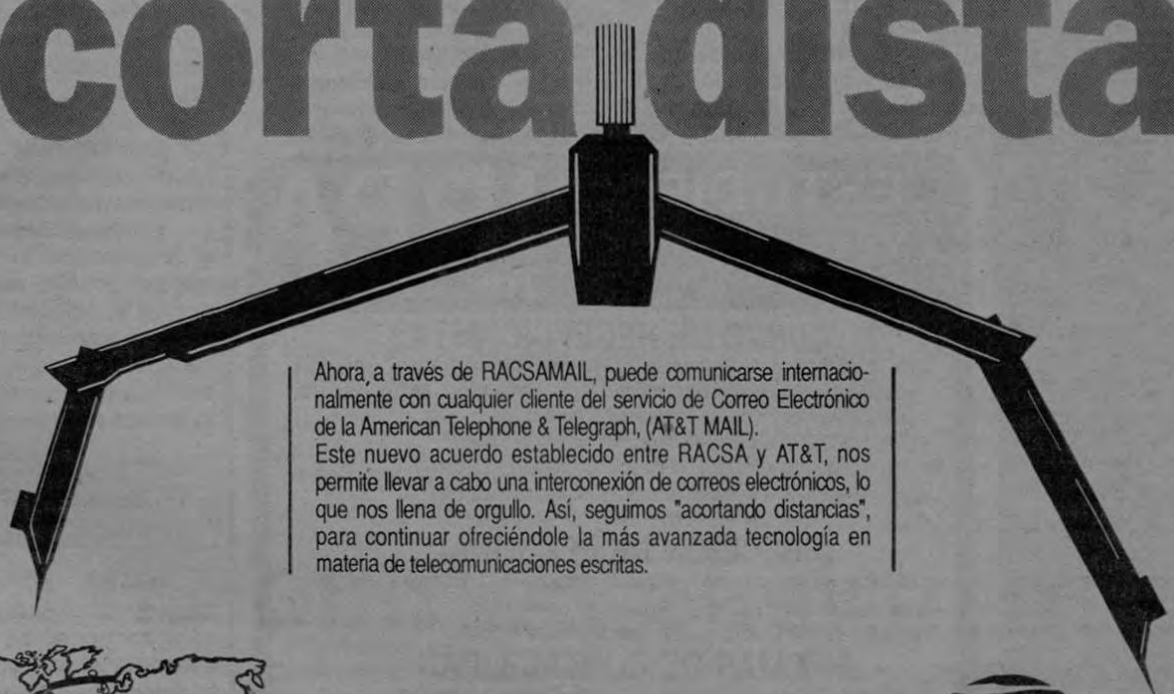 corta dista
Ahora, a través de RACSAMAIL, puede comunicarse internacio-
nalmente con cualquier cliente del servicio de Correo Electrónico
de la American Telephone & Telegraph, (AT&T MAIL).
Este nuevo acuerdo establecido entre RACSA y AT&T, nos
permite llevar a cabo una interconexión de correos electrónicos, lo
que nos llena de orgullo. Así, seguimos "acortando distancias",
para continuar ofreciéndole la más avanzada tecnología en
materia de telecomunicaciones escritas.